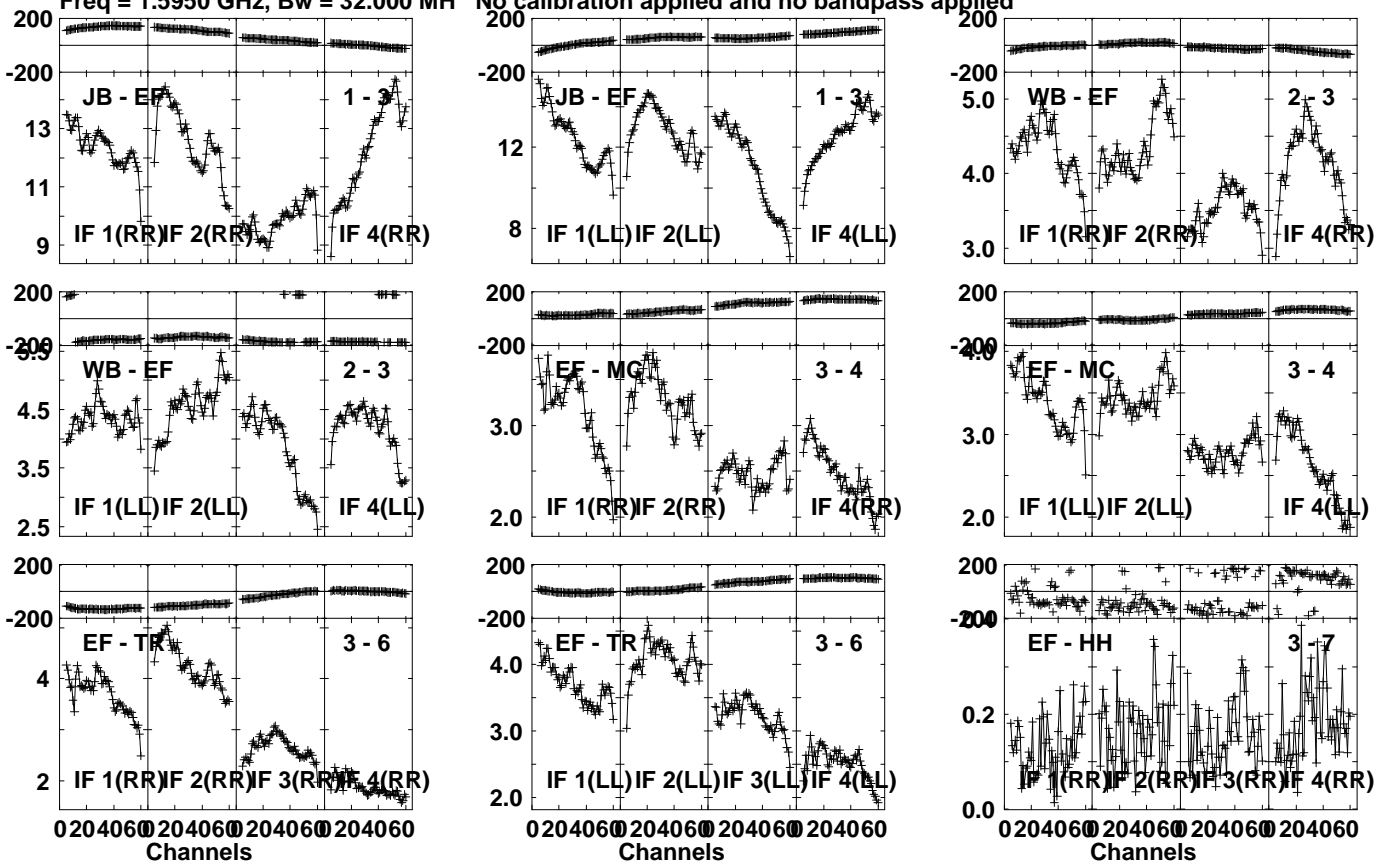 Freq = 1.5950 GHz, Bw = 32.000 MH No calibration applied and no bandpass applied
200
-200
JB - EF 1 - 3
13
11
9
IF 1(RR) IF 2(RR) IF 4(RR)
200
-200
JB - EF 1 - 3
12
8
IF 1(LL) IF 2(LL) IF 4(LL)
200
-200
WB - EF 2 - 3
5.0
4.0
3.0
IF 1(RR) IF 2(RR) IF 4(RR)
200
-200
5.5
WB - EF 2 - 3
4.5
3.5
2.5
IF 1(LL) IF 2(LL) IF 4(LL)
200
-200
EF - MC 3 - 4
3.0
2.0
IF 1(RR) IF 2(RR) IF 4(RR)
200
-200
4.0
EF - MC 3 - 4
3.0
2.0
IF 1(LL) IF 2(LL) IF 4(LL)
200
-200
EF - TR 3 - 6
4
2
IF 1(RR) IF 2(RR) IF 3(RR) IF 4(RR)
0 20 40 60 0 20 40 60 0 20 40 60 0 20 40 60
Channels
200
-200
EF - TR 3 - 6
4.0
3.0
2.0
IF 1(LL) IF 2(LL) IF 3(LL) IF 4(LL)
0 20 40 60 0 20 40 60 0 20 40 60 0 20 40 60
Channels
200
-200
0.4
EF - HH 3 - 7
0.2
0.0
IF 1(RR) IF 2(RR) IF 3(RR) IF 4(RR)
0 20 40 60 0 20 40 60 0 20 40 60 0 20 40 60
Channels